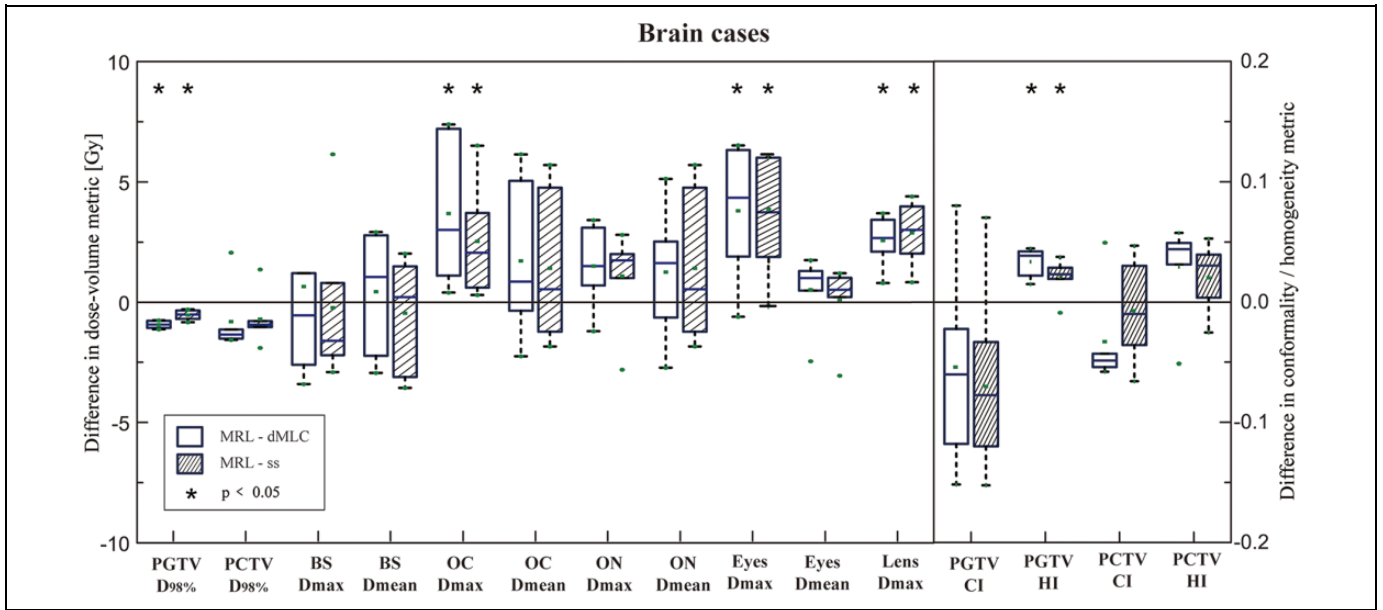 Brain cases
10
5
0
-5
-10
Difference in dose-volume metric [Gy]
* * * * * * * * * *
0.2
0.1
0.0
-0.1
-0.2
Difference in conformality / homogeneity metric
MRL - dMLC
MRL - ss
* p < 0.05
PGTV PCTV BS BS OC OC ON ON Eyes Eyes Lens PGTV PGTV PCTV PCTV
D98% D98% Dmax Dmean Dmax Dmean Dmax Dmean Dmax Dmean Dmax CI HI CI HI